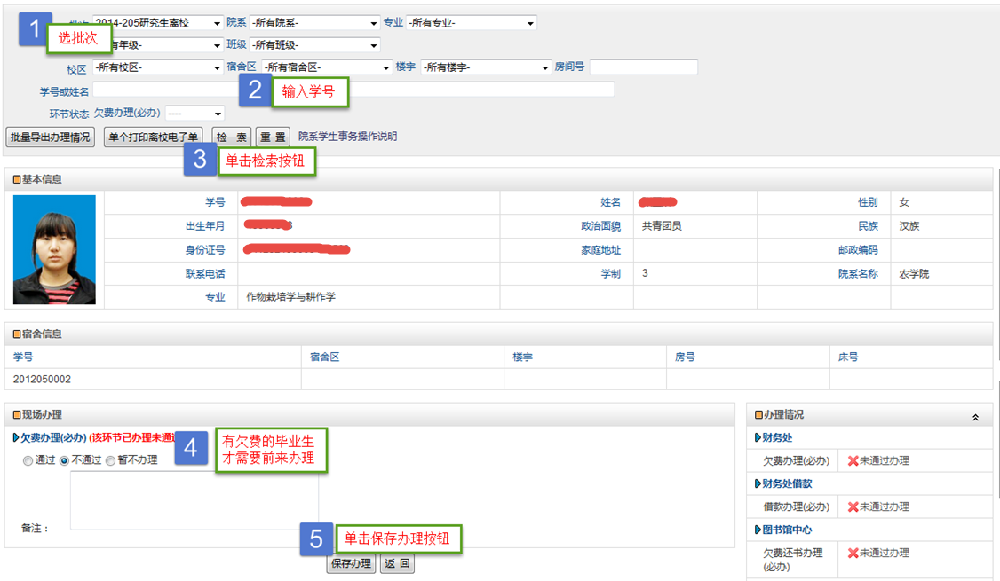 1
选批次
2014-205研究生离校 院系 -所有院系- 专业 -所有专业-
有年级- 班级 -所有班级-
校区 -所有校区- 宿舍区 -所有宿舍区- 楼宇 -所有楼宇- 房间号
学号或姓名
2 输入学号
环节状态 欠费办理(必办) ----
批量导出办理情况 单个打印离校电子单 检 索 重 置 院系学生事务操作说明
3 单击检索按钮
基本信息
学号 姓名 性别 女
出生年月 政治面貌 共青团员 民族 汉族
身份证号 家庭地址 邮政编码
联系电话 学制 3 院系名称 农学院
专业 作物栽培学与耕作学
宿舍信息
学号 宿舍区 楼宇 房号 床号
2012050002
现场办理
欠费办理(必办) (该环节已办理未通过
通过 不通过 暂不办理
4 有欠费的毕业生
才需要前来办理
备注：
5 单击保存办理按钮
保存办理 返 回
办理情况
财务处
欠费办理(必办) 未通过办理
财务处借款
借款办理(必办) 未通过办理
图书馆中心
欠费还书办理 未通过办理
(必办)